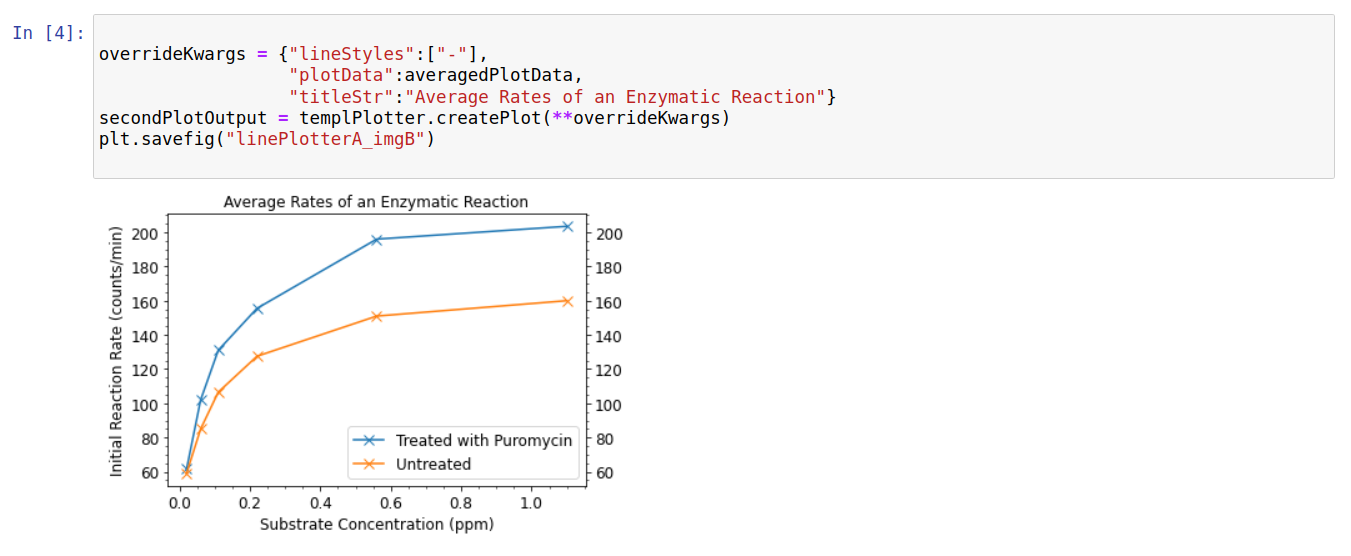 In [4]:
overrideKwargs = {"lineStyles":["-"],
"plotData":averagedPlotData,
"titleStr":"Average Rates of an Enzymatic Reaction"}
secondPlotOutput = templPlotter.createPlot(**overrideKwargs)
plt.savefig("linePlotterA_imgB")
Average Rates of an Enzymatic Reaction
Initial Reaction Rate (counts/min)
200
180
160
140
120
100
80
60
200
180
160
140
120
100
80
60
Treated with Puromycin
Untreated
0.0 0.2 0.4 0.6 0.8 1.0
Substrate Concentration (ppm)